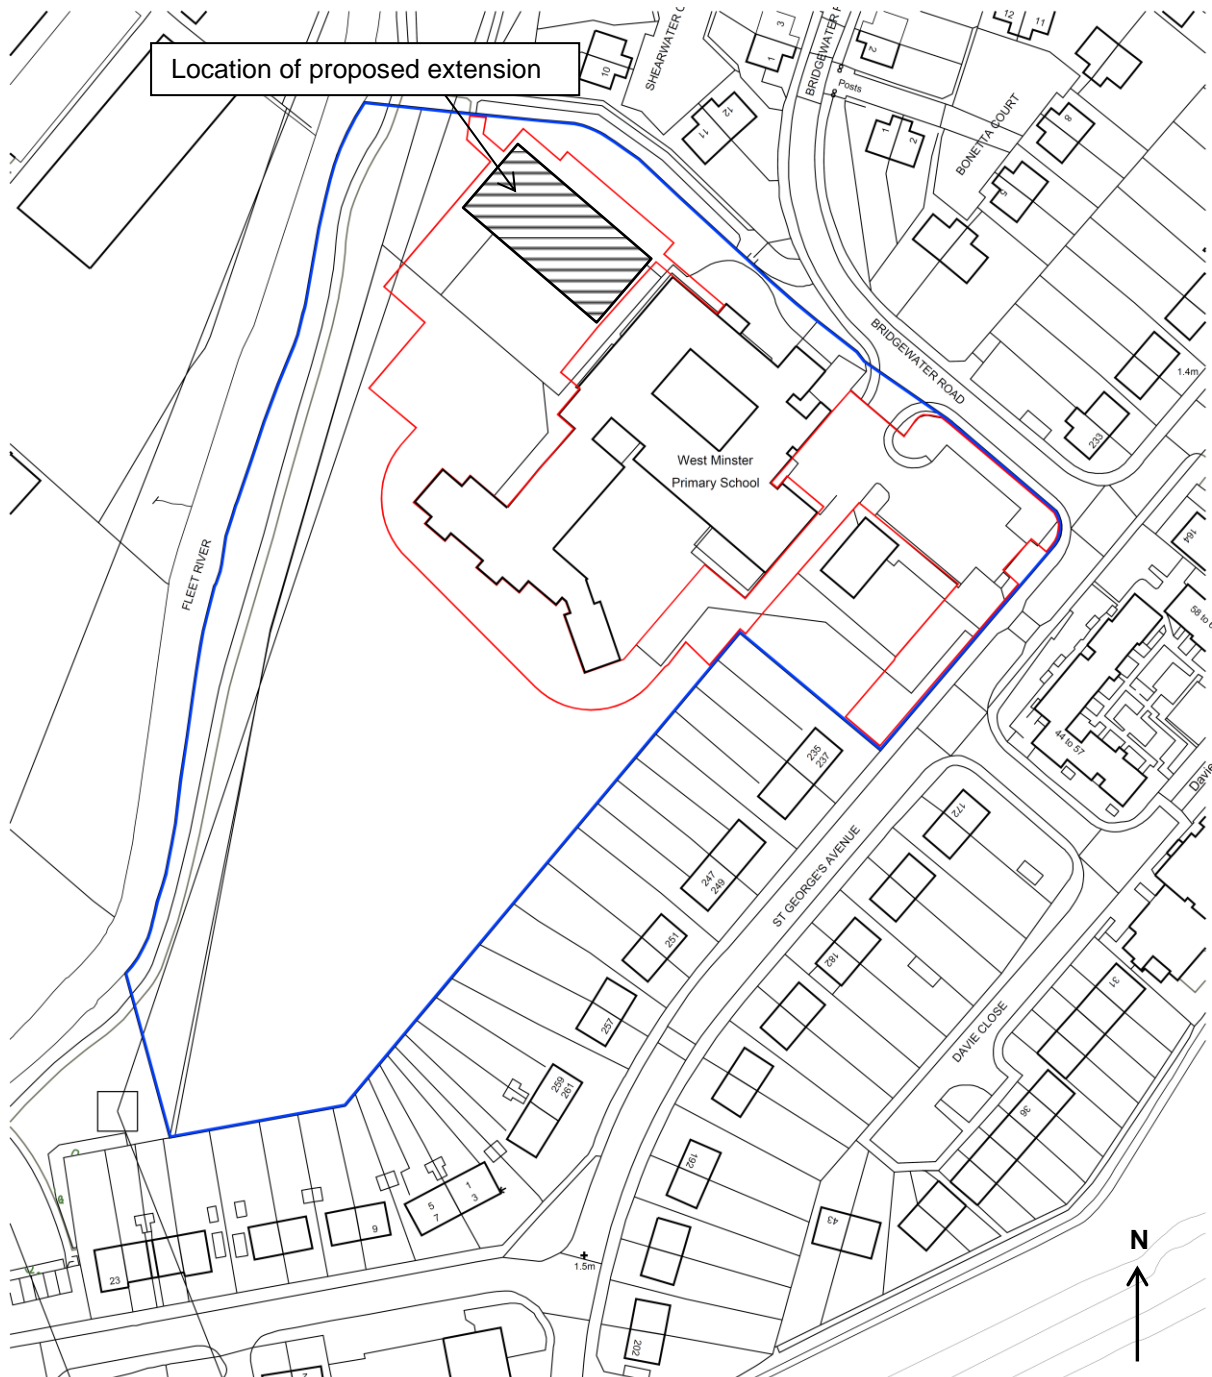 Location of proposed extension
SHEARWATER C
BRIDGEWATER
12
11
10
3
1
2
Posts
8
12
11
1
2
BONETTA COURT
5
BRIDGEWATER ROAD
1.4m
233
West Minster
Primary School
164
58 to 6
FLEET RIVER
44 to 57
Davie
235
237
172
ST GEORGE'S AVENUE
247
249
251
182
257
31
DAVIE CLOSE
259
261
36
192
1
3
5
7
9
43
23
1.5m
202
N